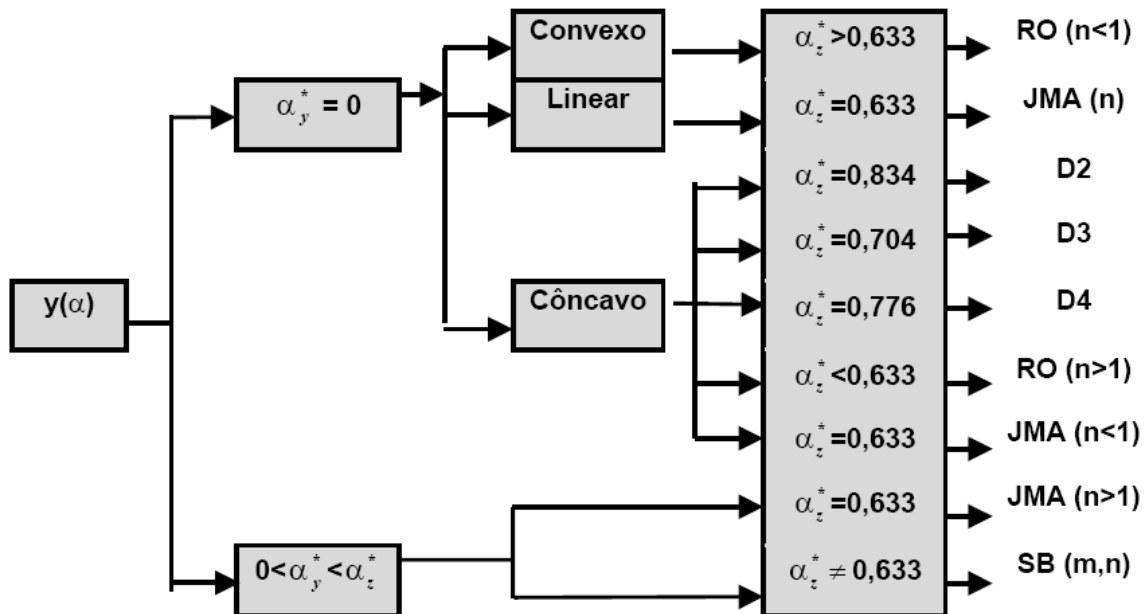 Convexo
α*z >0,633
RO (n<1)
α*y = 0
Linear
α*z =0,633
JMA (n)
α*z =0,834
D2
α*z =0,704
D3
y(α)
Côncavo
α*z =0,776
D4
α*z <0,633
RO (n>1)
α*z =0,633
JMA (n<1)
α*z =0,633
JMA (n>1)
0<α*y <α*z
α*z ≠ 0,633
SB (m,n)